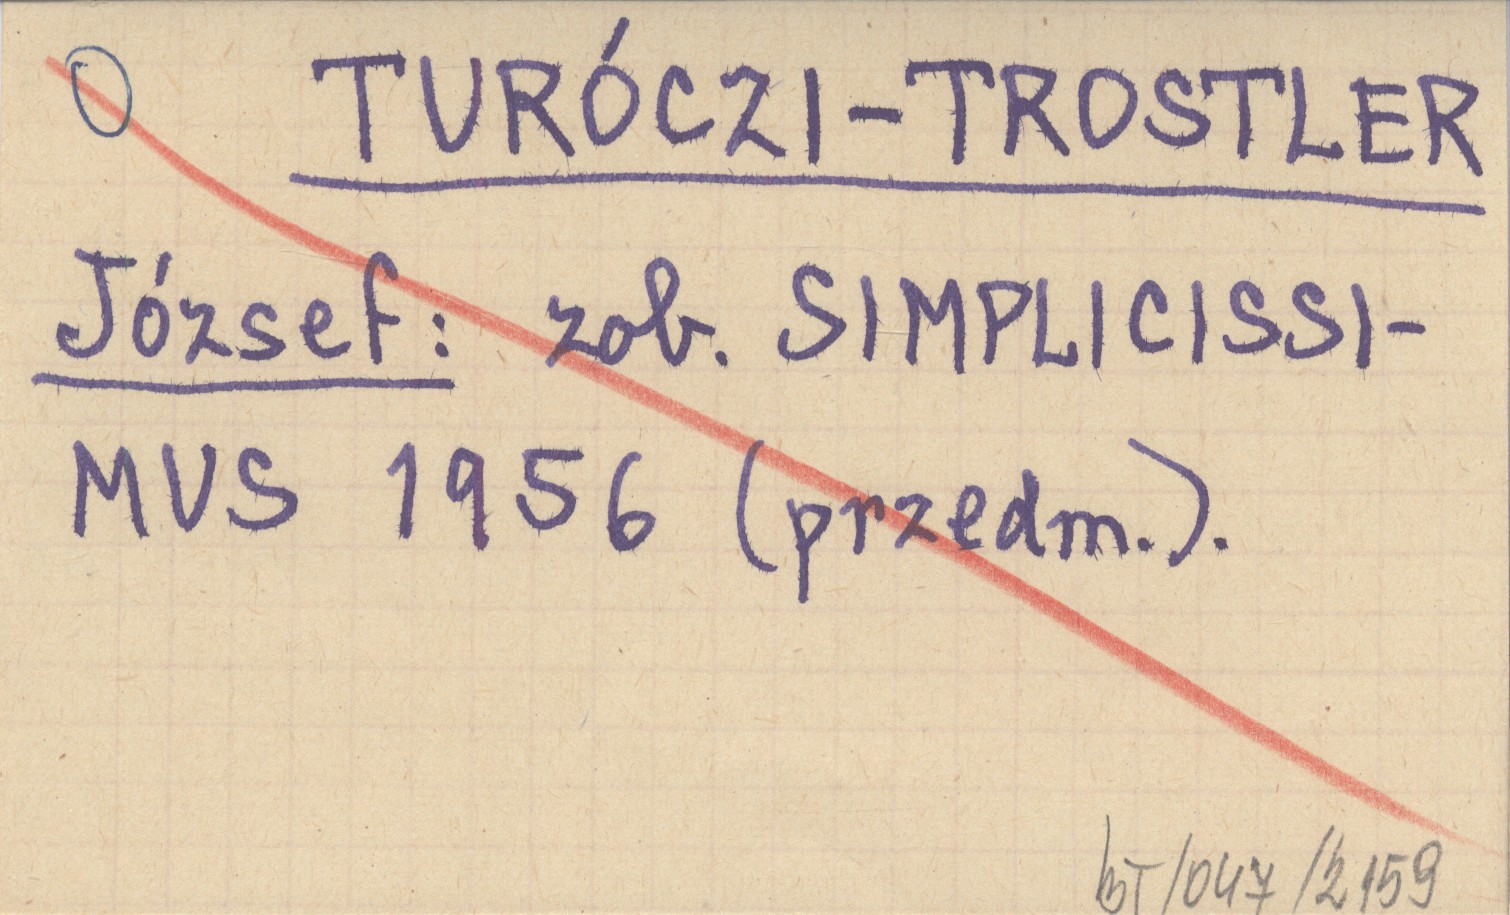 TURÓCZI-TROSTLER
József: zob. SIMPLICISSI-
MUS 1956 (przedm.).
bT/047/2159